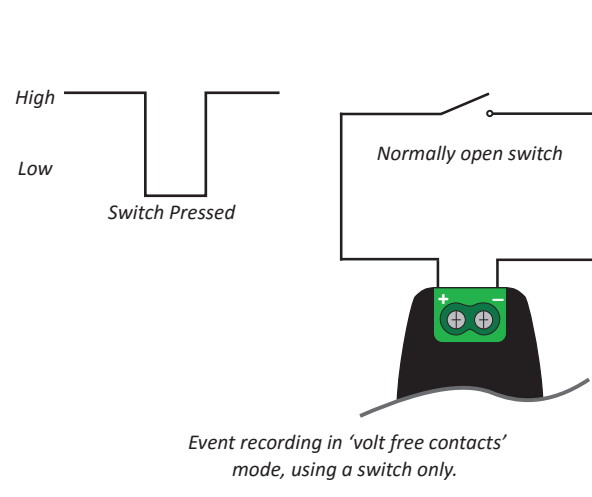 High
Low
Switch Pressed
Normally open switch
+ −
Event recording in ‘volt free contacts’
mode, using a switch only.